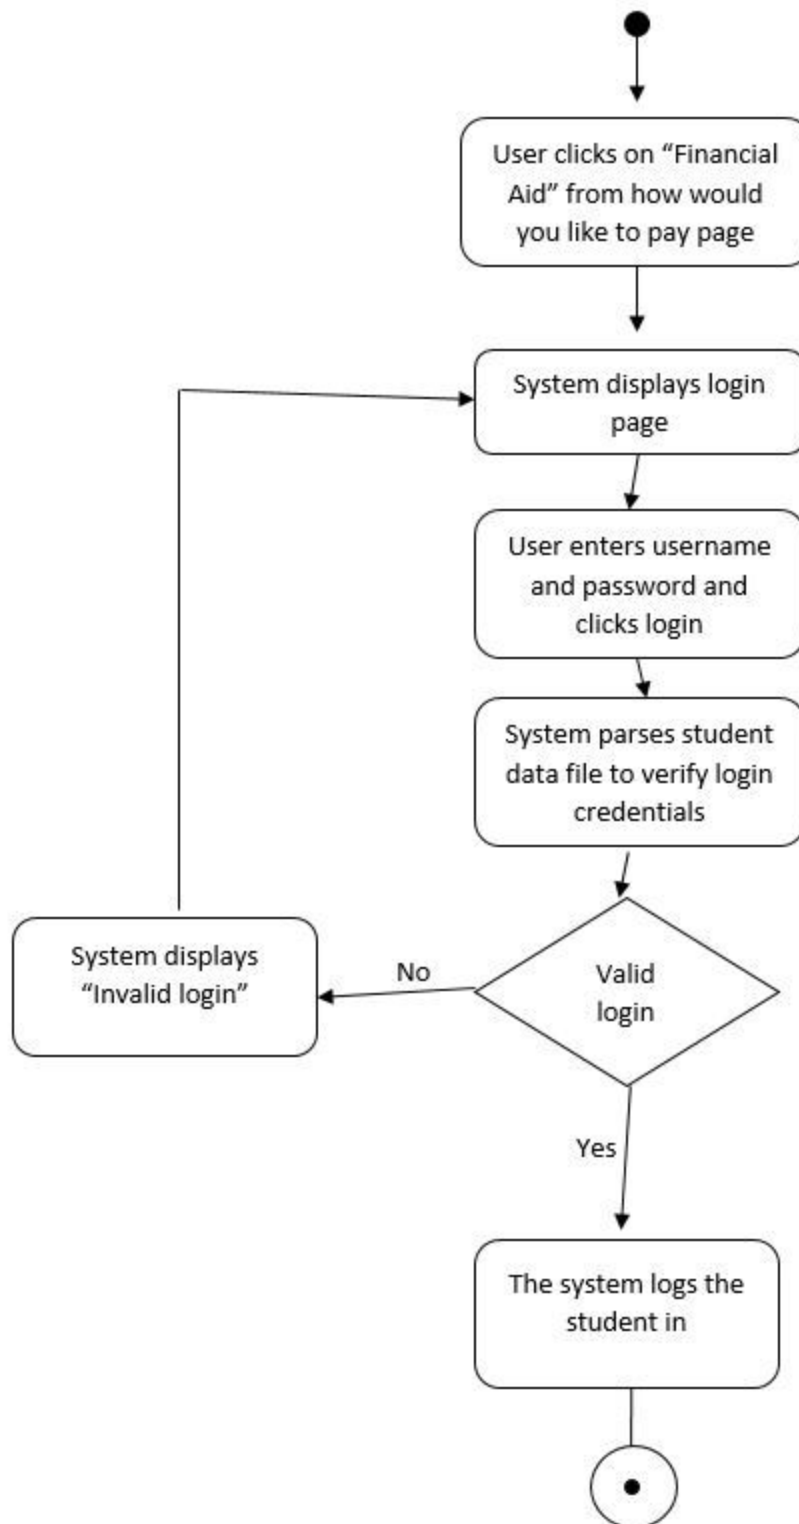 User clicks on “Financial
Aid” from how would
you like to pay page
System displays login
page
User enters username
and password and
clicks login
System parses student
data file to verify login
credentials
Valid
login
No
System displays
“Invalid login”
Yes
The system logs the
student in